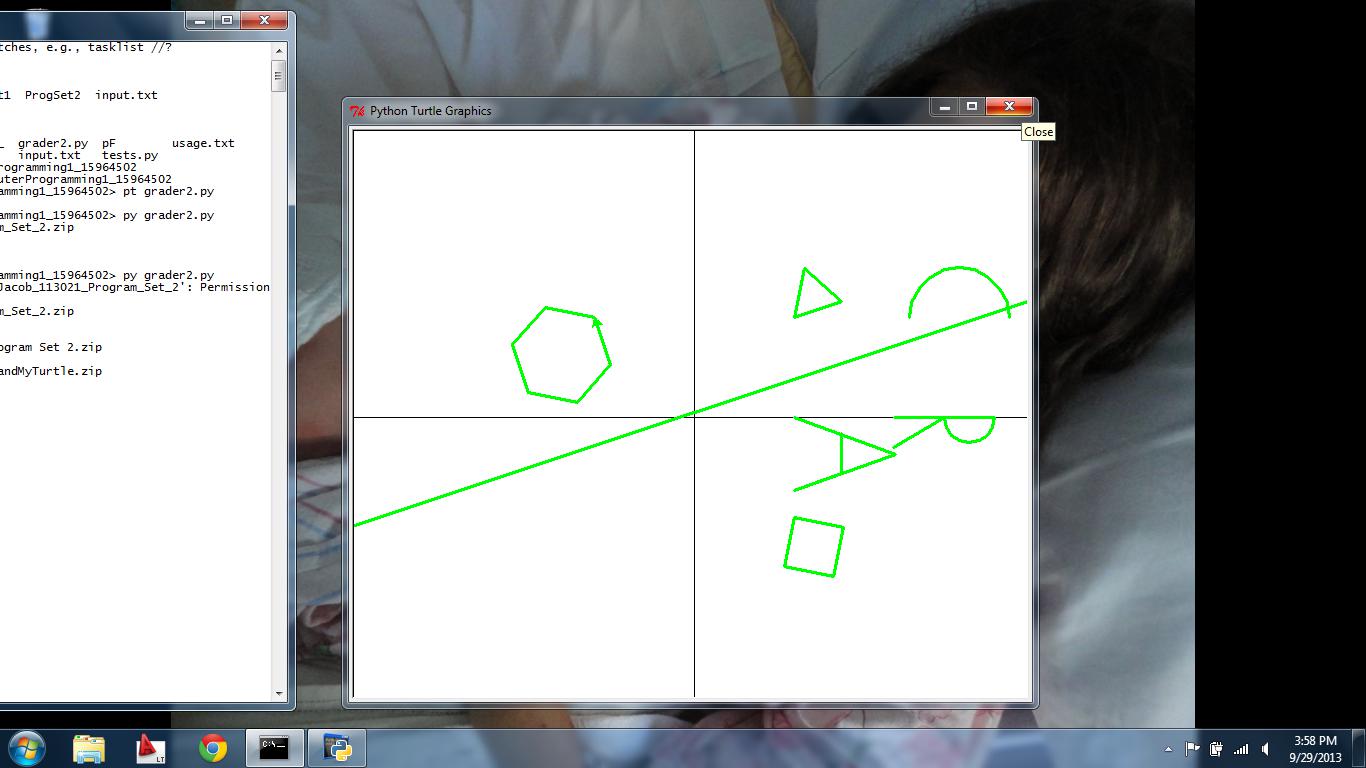 tches, e.g., tasklist //?
t1 ProgSet2 input.txt
_ grader2.py pF usage.txt
input.txt tests.py
rogramming1_15964502
uterProgramming1_15964502
amming1_15964502> pt grader2.py
amming1_15964502> py grader2.py
m_Set_2.zip
amming1_15964502> py grader2.py
Jacob_113021_Program_Set_2': Permission
m_Set_2.zip
ogram Set 2.zip
andMyTurtle.zip
Python Turtle Graphics
Close
A
R
LT
C:\
3:58 PM
9/29/2013